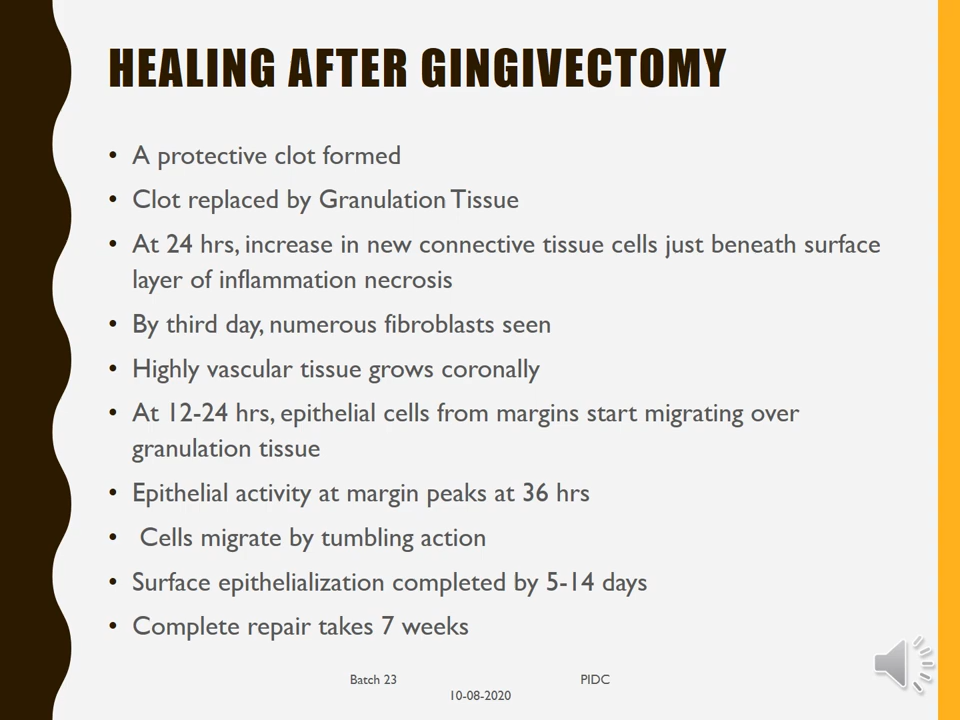 HEALING AFTER GINGIVECTOMY
• A protective clot formed
• Clot replaced by Granulation Tissue
• At 24 hrs, increase in new connective tissue cells just beneath surface
layer of inflammation necrosis
• By third day, numerous fibroblasts seen
• Highly vascular tissue grows coronally
• At 12-24 hrs, epithelial cells from margins start migrating over
granulation tissue
• Epithelial activity at margin peaks at 36 hrs
• Cells migrate by tumbling action
• Surface epithelialization completed by 5-14 days
• Complete repair takes 7 weeks
Batch 23 PIDC
10-08-2020